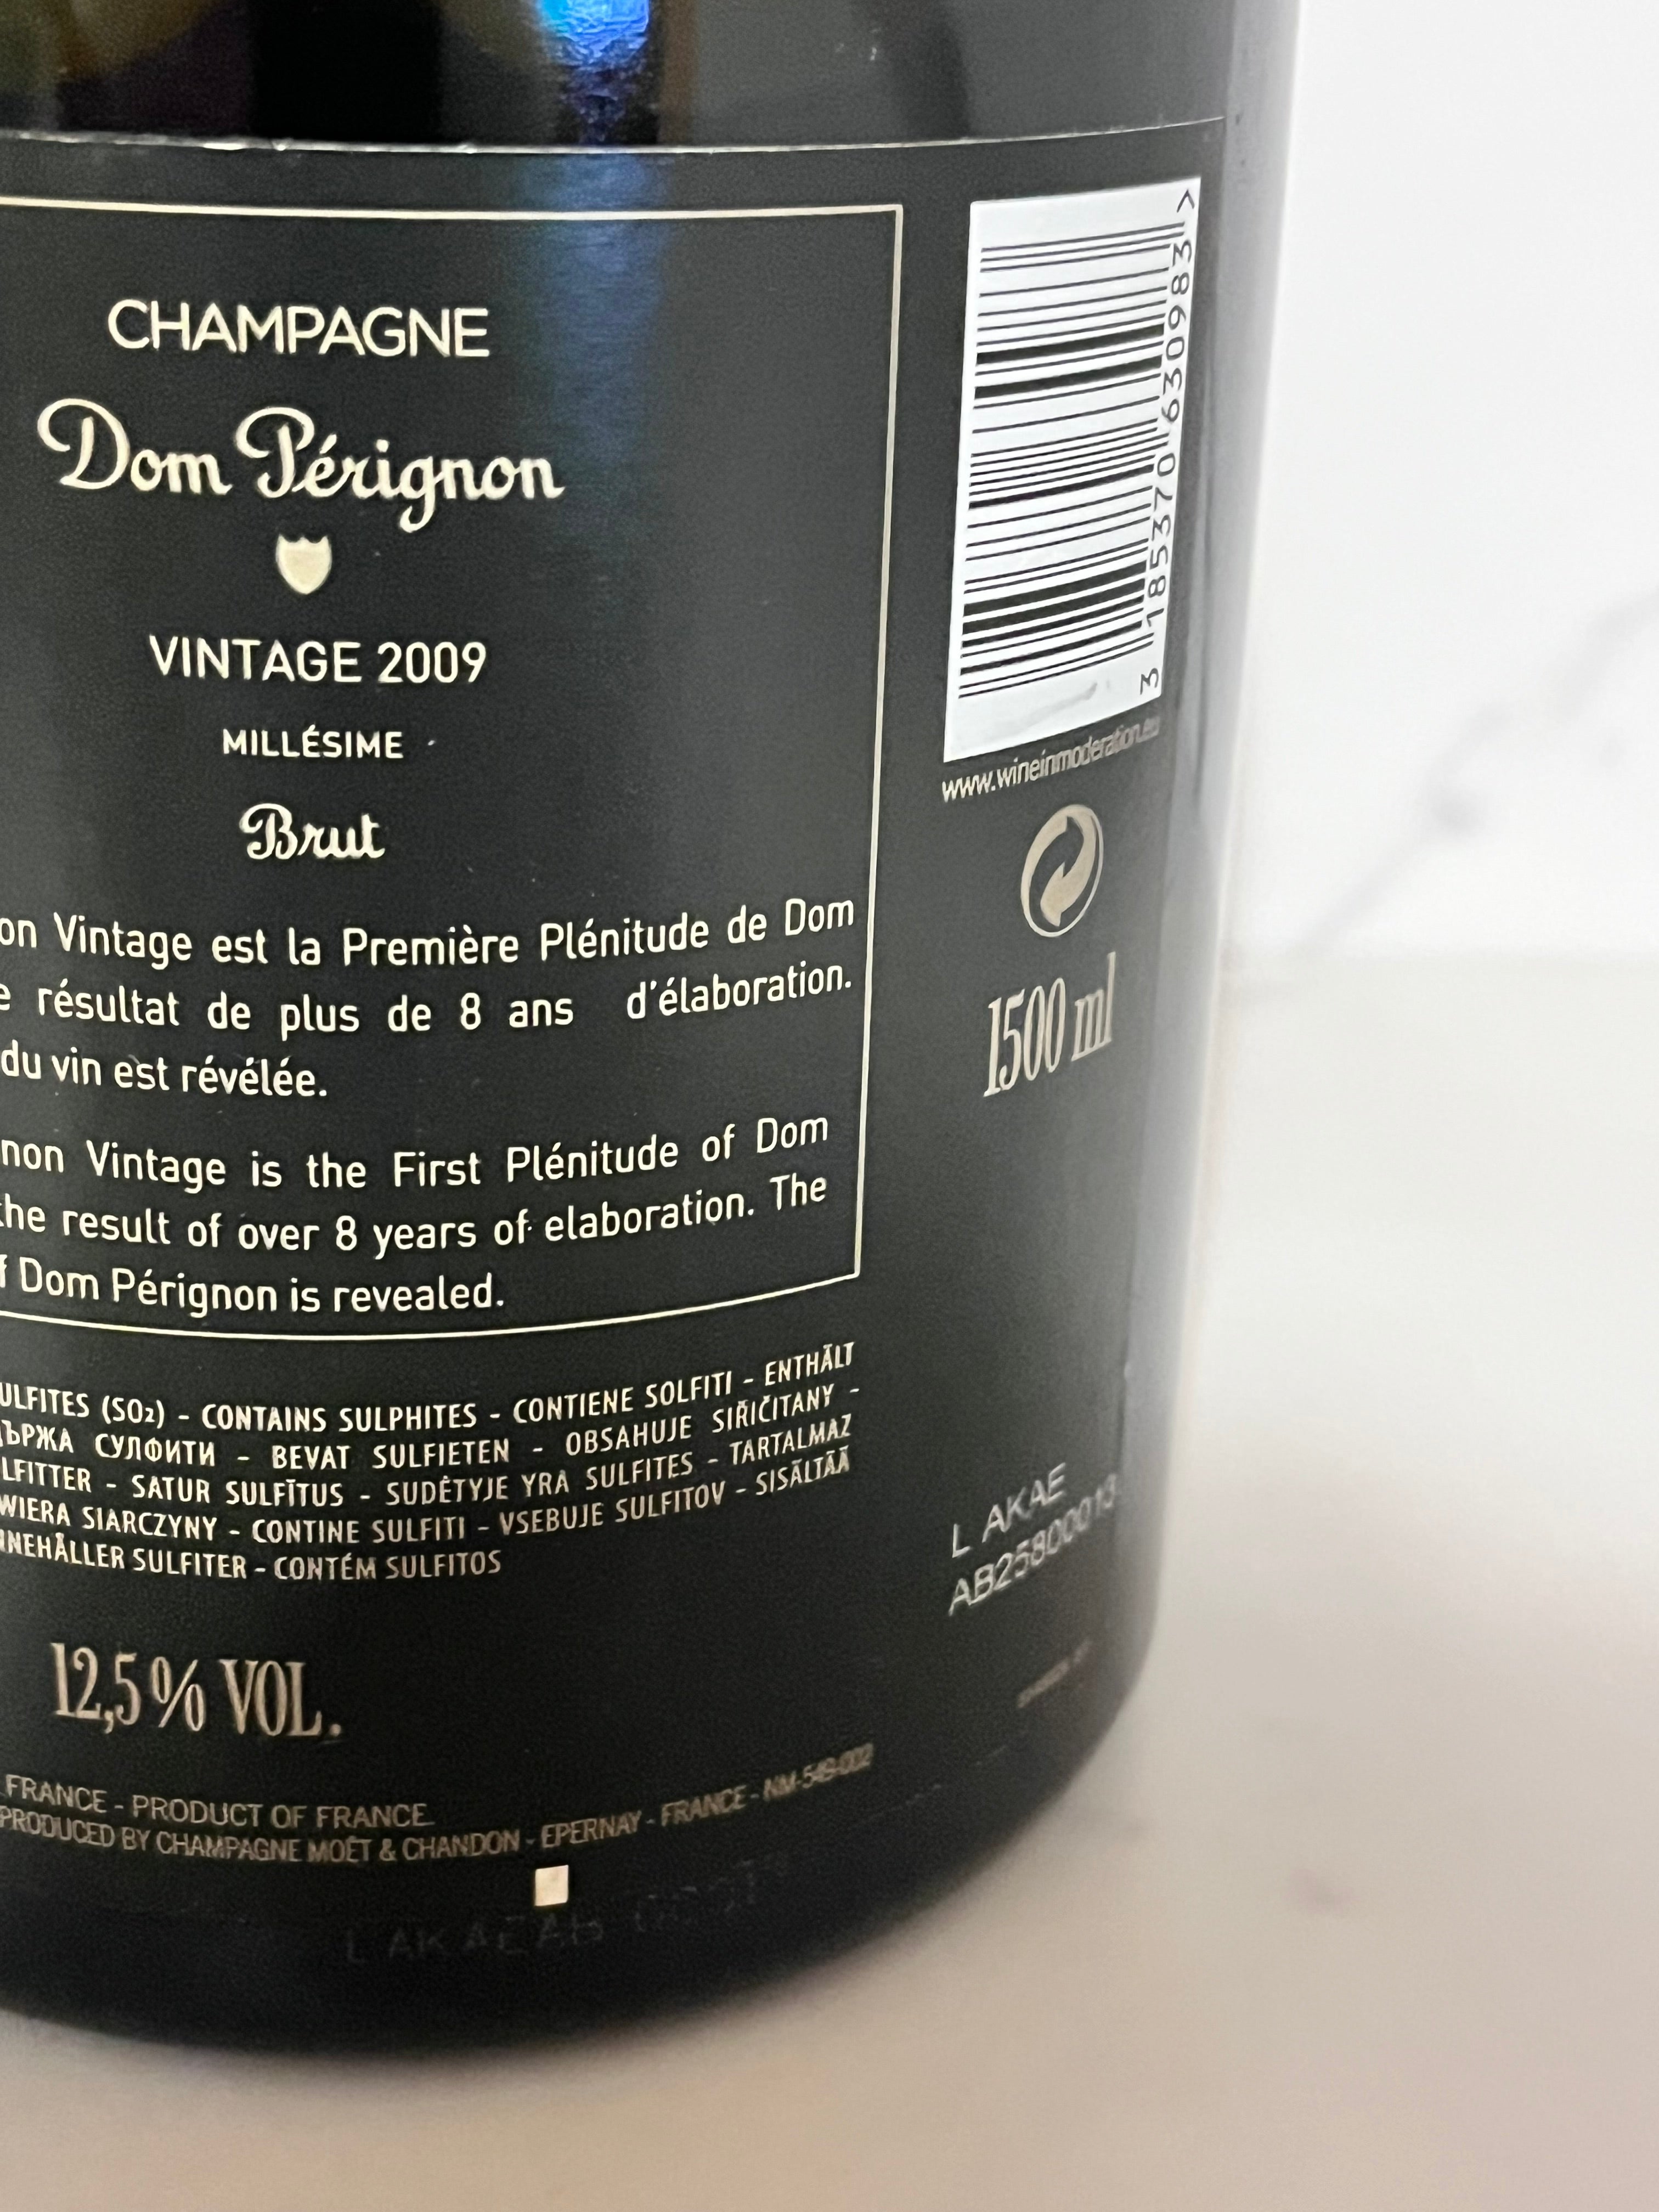 CHAMPAGNE
Dom Pérignon
VINTAGE 2009
MILLÉSIME
Brut
on Vintage est la Première Plénitude de Dom
e résultat de plus de 8 ans d'élaboration.
du vin est révélée.
non Vintage is the First Plénitude of Dom
the result of over 8 years of elaboration. The
f Dom Pérignon is revealed.
ULFITES (SO₂) - CONTAINS SULPHITES - CONTIENE SOLFITI - ENTHÄLT
ЪРЖА СУЛФИТИ - BEVAT SULFIETEN - OBSAHUJE SIŘIČITANY -
LFITTER - SATUR SULFĪTUS - SUDĖTYJE YRA SULFITES - TARTALMAZ
WIERA SIARCZYNY - CONTINE SULFITI - VSEBUJE SULFITOV - SISÄLTÄÄ
INNEHÅLLER SULFITER - CONTÉM SULFITOS
12,5% VOL.
FRANCE - PRODUCT OF FRANCE
PRODUCED BY CHAMPAGNE MOËT & CHANDON - EPERNAY - FRANCE - NM-549-002
L AKAEAB
3 185370 630983 >
www.wineinmoderation.eu
1500 ml
L AKAE
AB25800013